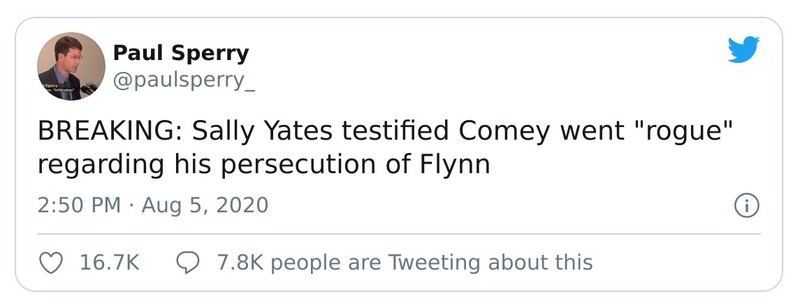 Paul Sperry
@paulsperry_
BREAKING: Sally Yates testified Comey went "rogue"
regarding his persecution of Flynn
2:50 PM · Aug 5, 2020
16.7K 7.8K people are Tweeting about this